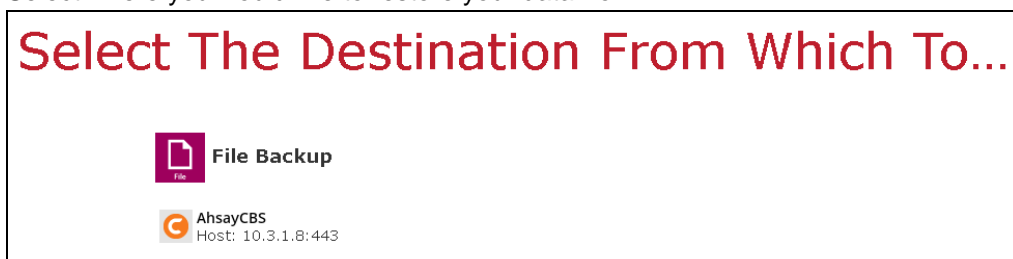 Select The Destination From Which To...
File Backup
File
AhsayCBS
Host: 10.3.1.8:443